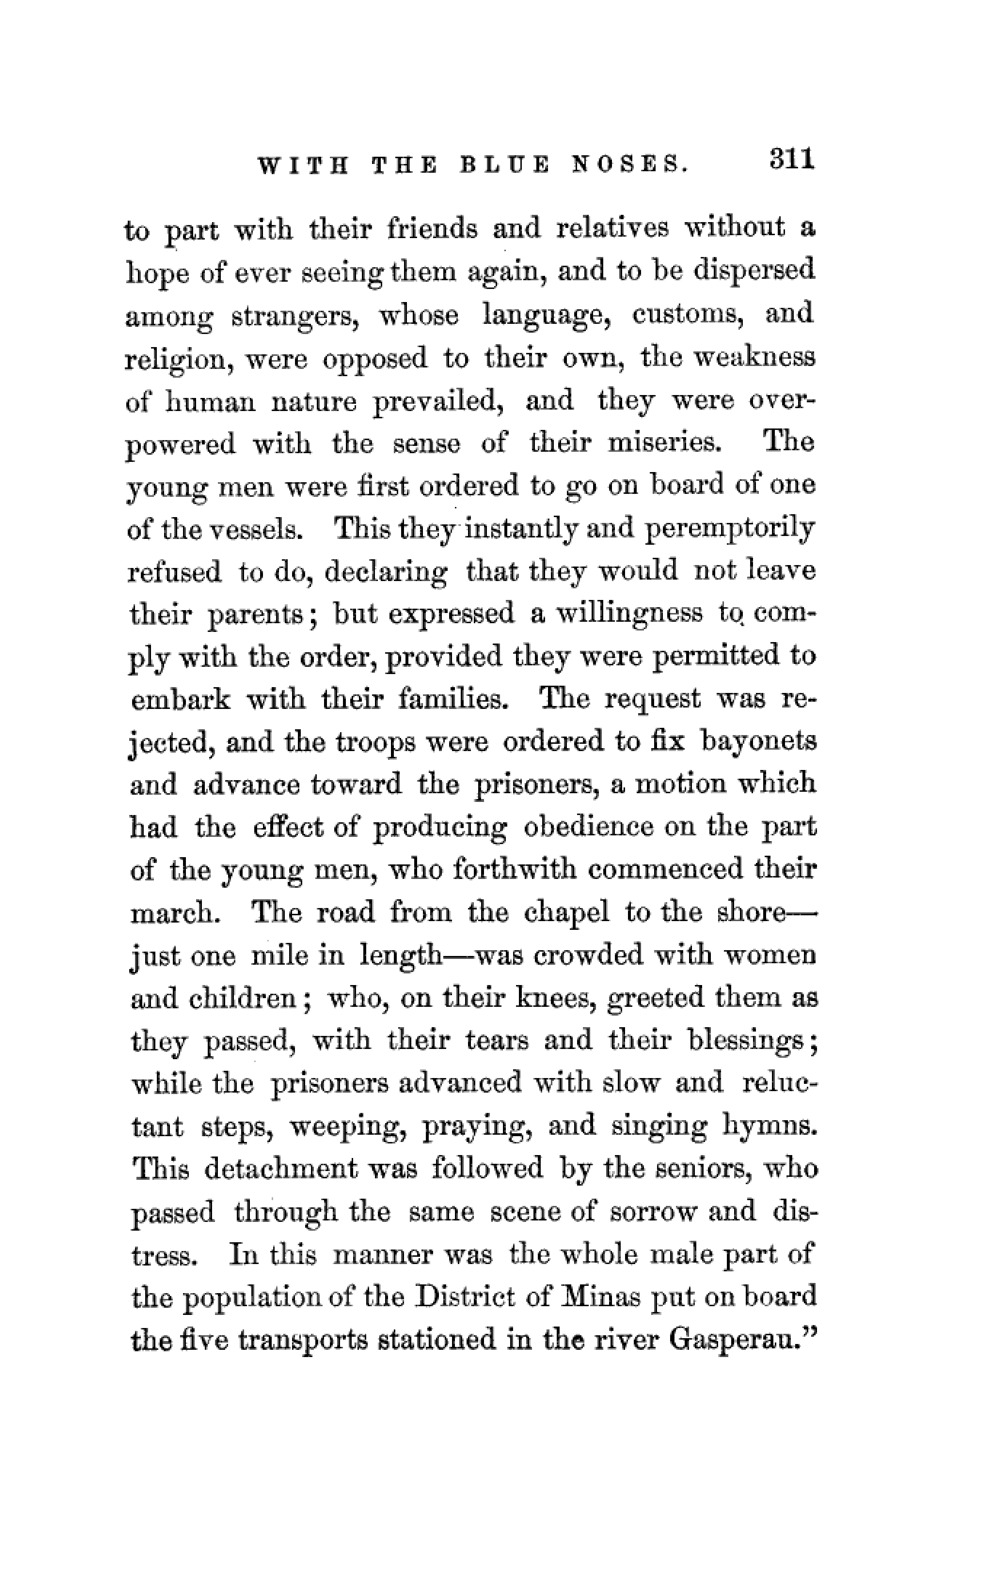 WITH THE BLUE NOSES. 311
to part with their friends and relatives without a
hope of ever seeing them again, and to be dispersed
among strangers, whose language, customs, and
religion, were opposed to their own, the weakness
of human nature prevailed, and they were over-
powered with the sense of their miseries. The
young men were first ordered to go on board of one
of the vessels. This they instantly and peremptorily
refused to do, declaring that they would not leave
their parents; but expressed a willingness to com-
ply with the order, provided they were permitted to
embark with their families. The request was re-
jected, and the troops were ordered to fix bayonets
and advance toward the prisoners, a motion which
had the effect of producing obedience on the part
of the young men, who forthwith commenced their
march. The road from the chapel to the shore—
just one mile in length—was crowded with women
and children; who, on their knees, greeted them as
they passed, with their tears and their blessings;
while the prisoners advanced with slow and reluc-
tant steps, weeping, praying, and singing hymns.
This detachment was followed by the seniors, who
passed through the same scene of sorrow and dis-
tress. In this manner was the whole male part of
the population of the District of Minas put on board
the five transports stationed in the river Gasperau.”